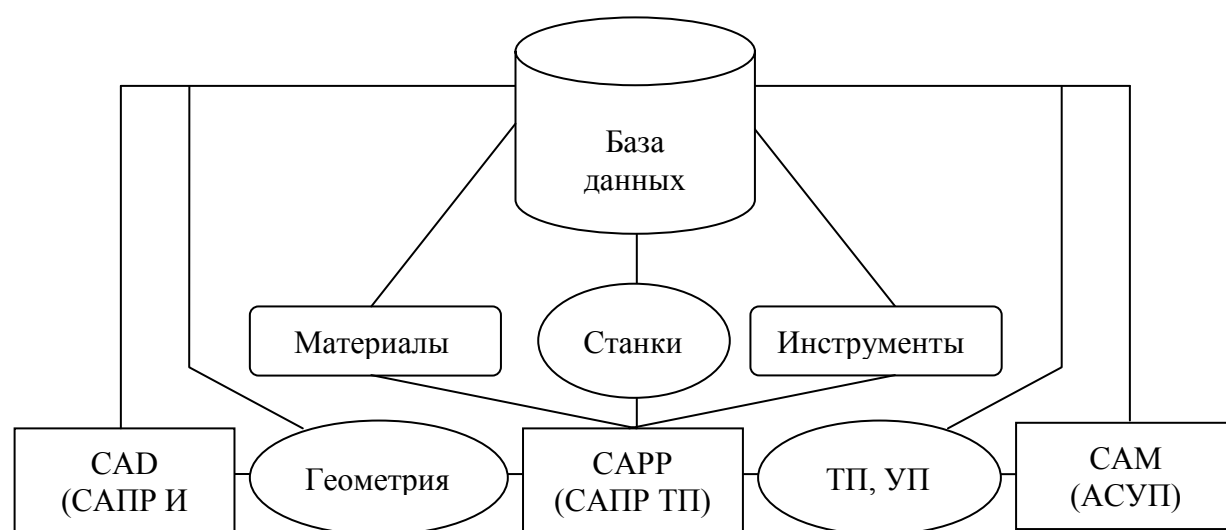 База
данных
Материалы
Станки
Инструменты
CAD
(САПР И
Геометрия
CAPP
(САПР ТП)
ТП, УП
CAM
(АСУП)